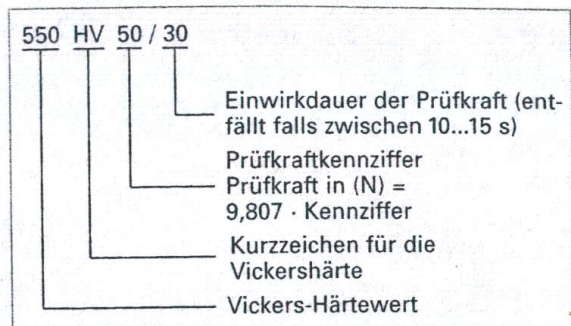 550 HV 50 / 30
Einwirkdauer der Prüfkraft (ent-
fällt falls zwischen 10...15 s)
Prüfkraftkennziffer
Prüfkraft in (N) =
9,807 · Kennziffer
Kurzzeichen für die
Vickershärte
Vickers-Härtewert